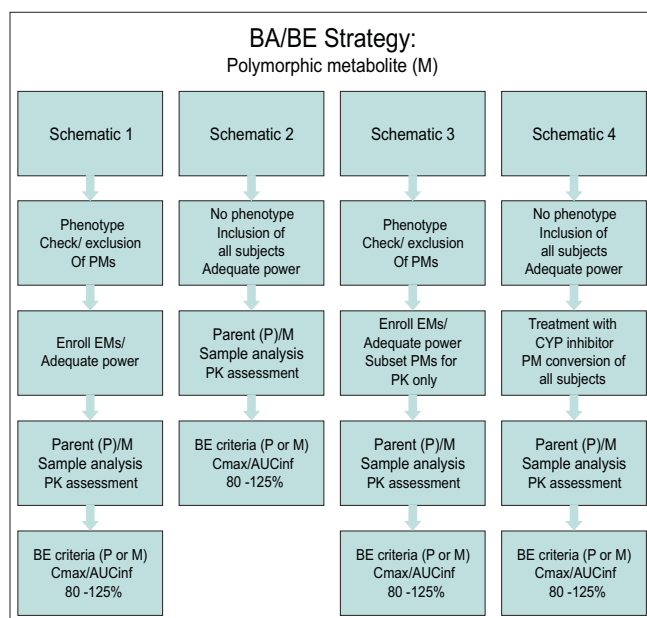 BA/BE Strategy:
Polymorphic metabolite (M)
Schematic 1
Phenotype
Check/ exclusion
Of PMs
Enroll EMs/
Adequate power
Parent (P)/M
Sample analysis
PK assessment
BE criteria (P or M)
Cmax/AUCinf
80 -125%
Schematic 2
No phenotype
Inclusion of
all subjects
Adequate power
Parent (P)/M
Sample analysis
PK assessment
BE criteria (P or M)
Cmax/AUCinf
80 -125%
Schematic 3
Phenotype
Check/ exclusion
Of PMs
Enroll EMs/
Adequate power
Subset PMs for
PK only
Parent (P)/M
Sample analysis
PK assessment
BE criteria (P or M)
Cmax/AUCinf
80 -125%
Schematic 4
No phenotype
Inclusion of
all subjects
Adequate power
Treatment with
CYP inhibitor
PM conversion of
all subjects
Parent (P)/M
Sample analysis
PK assessment
BE criteria (P or M)
Cmax/AUCinf
80 -125%